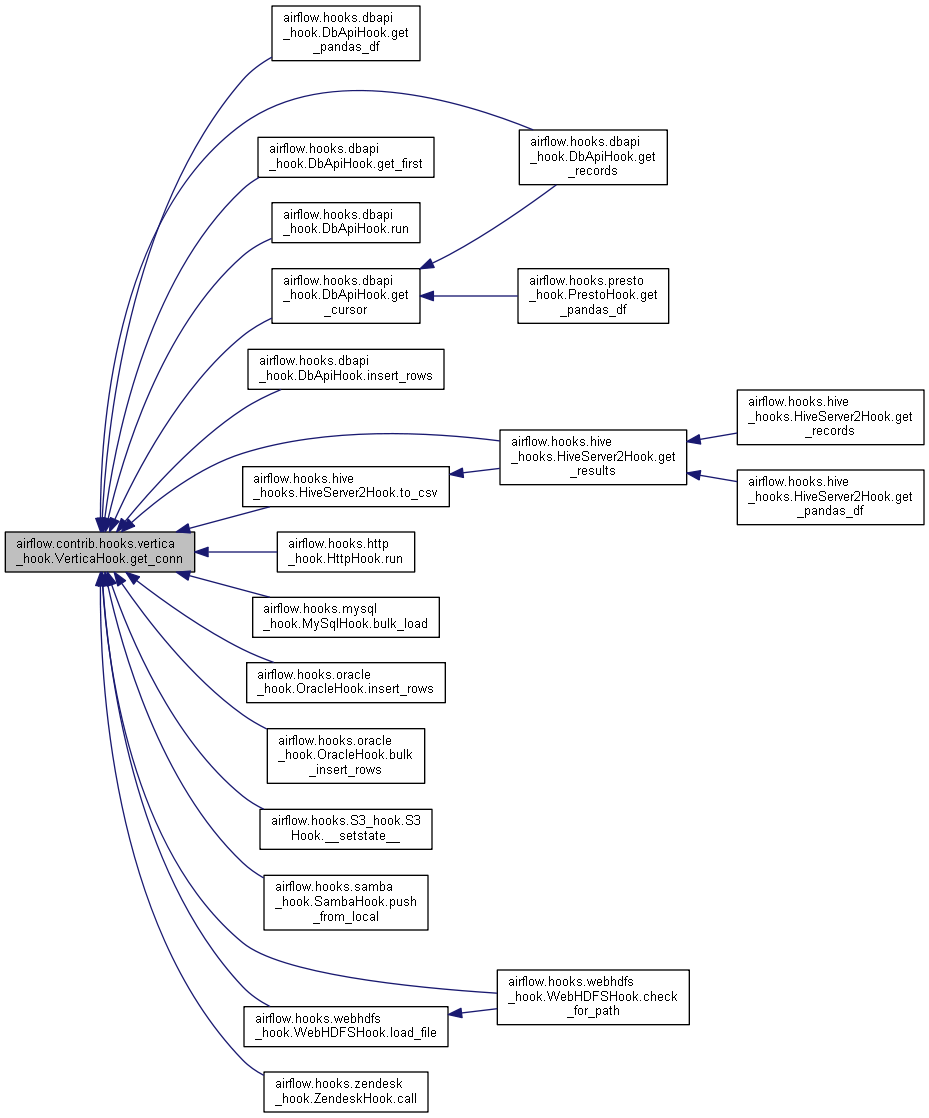 airflow.hooks.dbapi
_hook.DbApiHook.get
_pandas_df
airflow.hooks.dbapi
_hook.DbApiHook.get
_records
airflow.hooks.dbapi
_hook.DbApiHook.get_first
airflow.hooks.dbapi
_hook.DbApiHook.run
airflow.hooks.dbapi
_hook.DbApiHook.get
_cursor
airflow.hooks.presto
_hook.PrestoHook.get
_pandas_df
airflow.hooks.dbapi
_hook.DbApiHook.insert_rows
airflow.hooks.hive
_hooks.HiveServer2Hook.get
_records
airflow.hooks.hive
_hooks.HiveServer2Hook.get
_results
airflow.hooks.hive
_hooks.HiveServer2Hook.to_csv
airflow.hooks.hive
_hooks.HiveServer2Hook.get
_pandas_df
airflow.contrib.hooks.vertica
_hook.VerticaHook.get_conn
airflow.hooks.http
_hook.HttpHook.run
airflow.hooks.mysql
_hook.MySqlHook.bulk_load
airflow.hooks.oracle
_hook.OracleHook.insert_rows
airflow.hooks.oracle
_hook.OracleHook.bulk
_insert_rows
airflow.hooks.S3_hook.S3
Hook.__setstate__
airflow.hooks.samba
_hook.SambaHook.push
_from_local
airflow.hooks.webhdfs
_hook.WebHDFSHook.check
_for_path
airflow.hooks.webhdfs
_hook.WebHDFSHook.load_file
airflow.hooks.zendesk
_hook.ZendeskHook.call